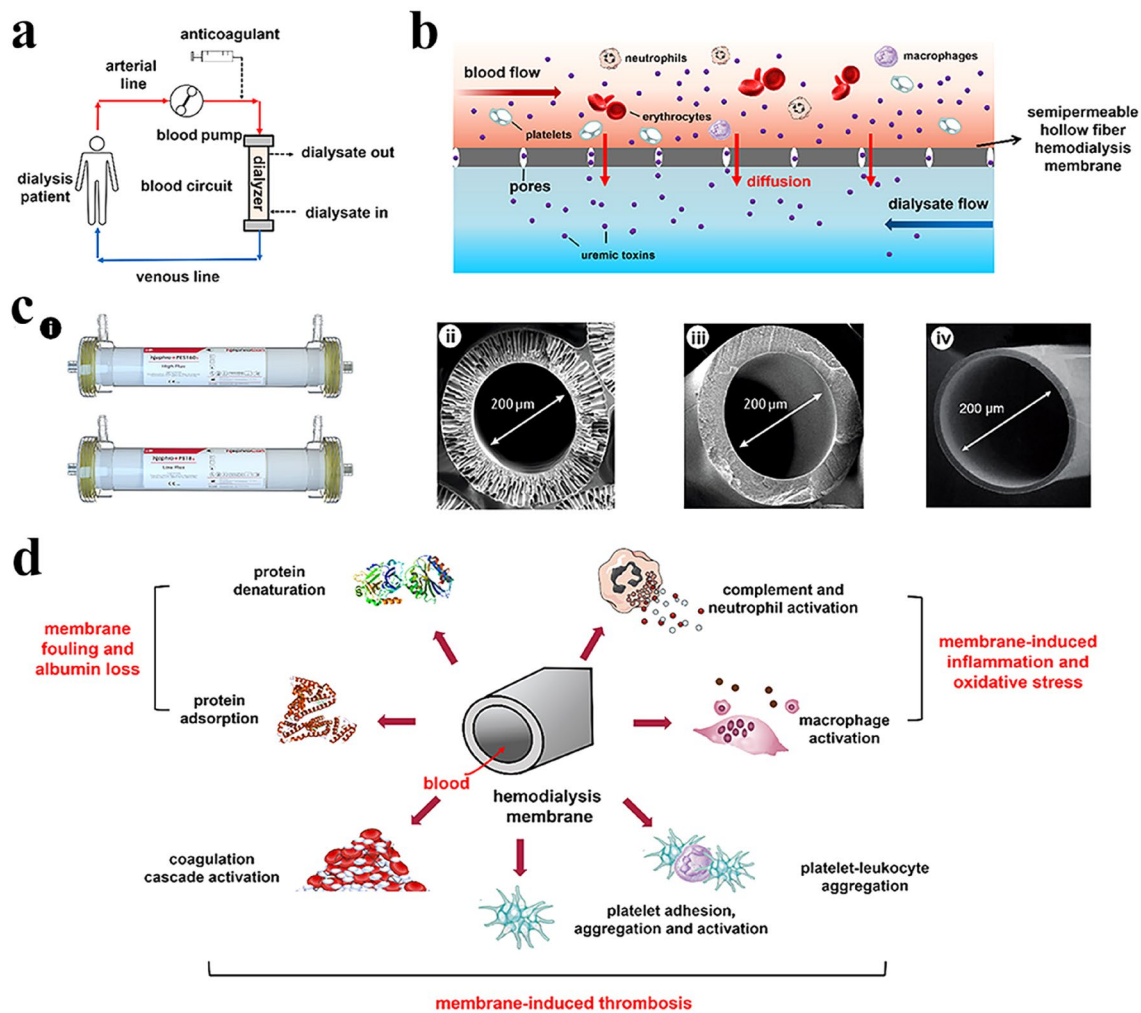 a
anticoagulant
arterial
line
blood pump
dialysis
patient
blood circuit
dialyzer
dialysate out
dialysate in
venous line
b
blood flow
neutrophils
macrophages
platelets
erythrocytes
semipermeable
hollow fiber
hemodialysis
membrane
pores
diffusion
dialysate flow
uremic toxins
c
i
High Flux
Low Flux
ii
200 µm
iii
200 µm
iv
200 µm
d
protein
denaturation
complement and
neutrophil activation
membrane
fouling and
albumin loss
membrane-induced
inflammation and
oxidative stress
protein
adsorption
macrophage
activation
blood
hemodialysis
membrane
coagulation
cascade activation
platelet-leukocyte
aggregation
platelet adhesion,
aggregation and activation
membrane-induced thrombosis